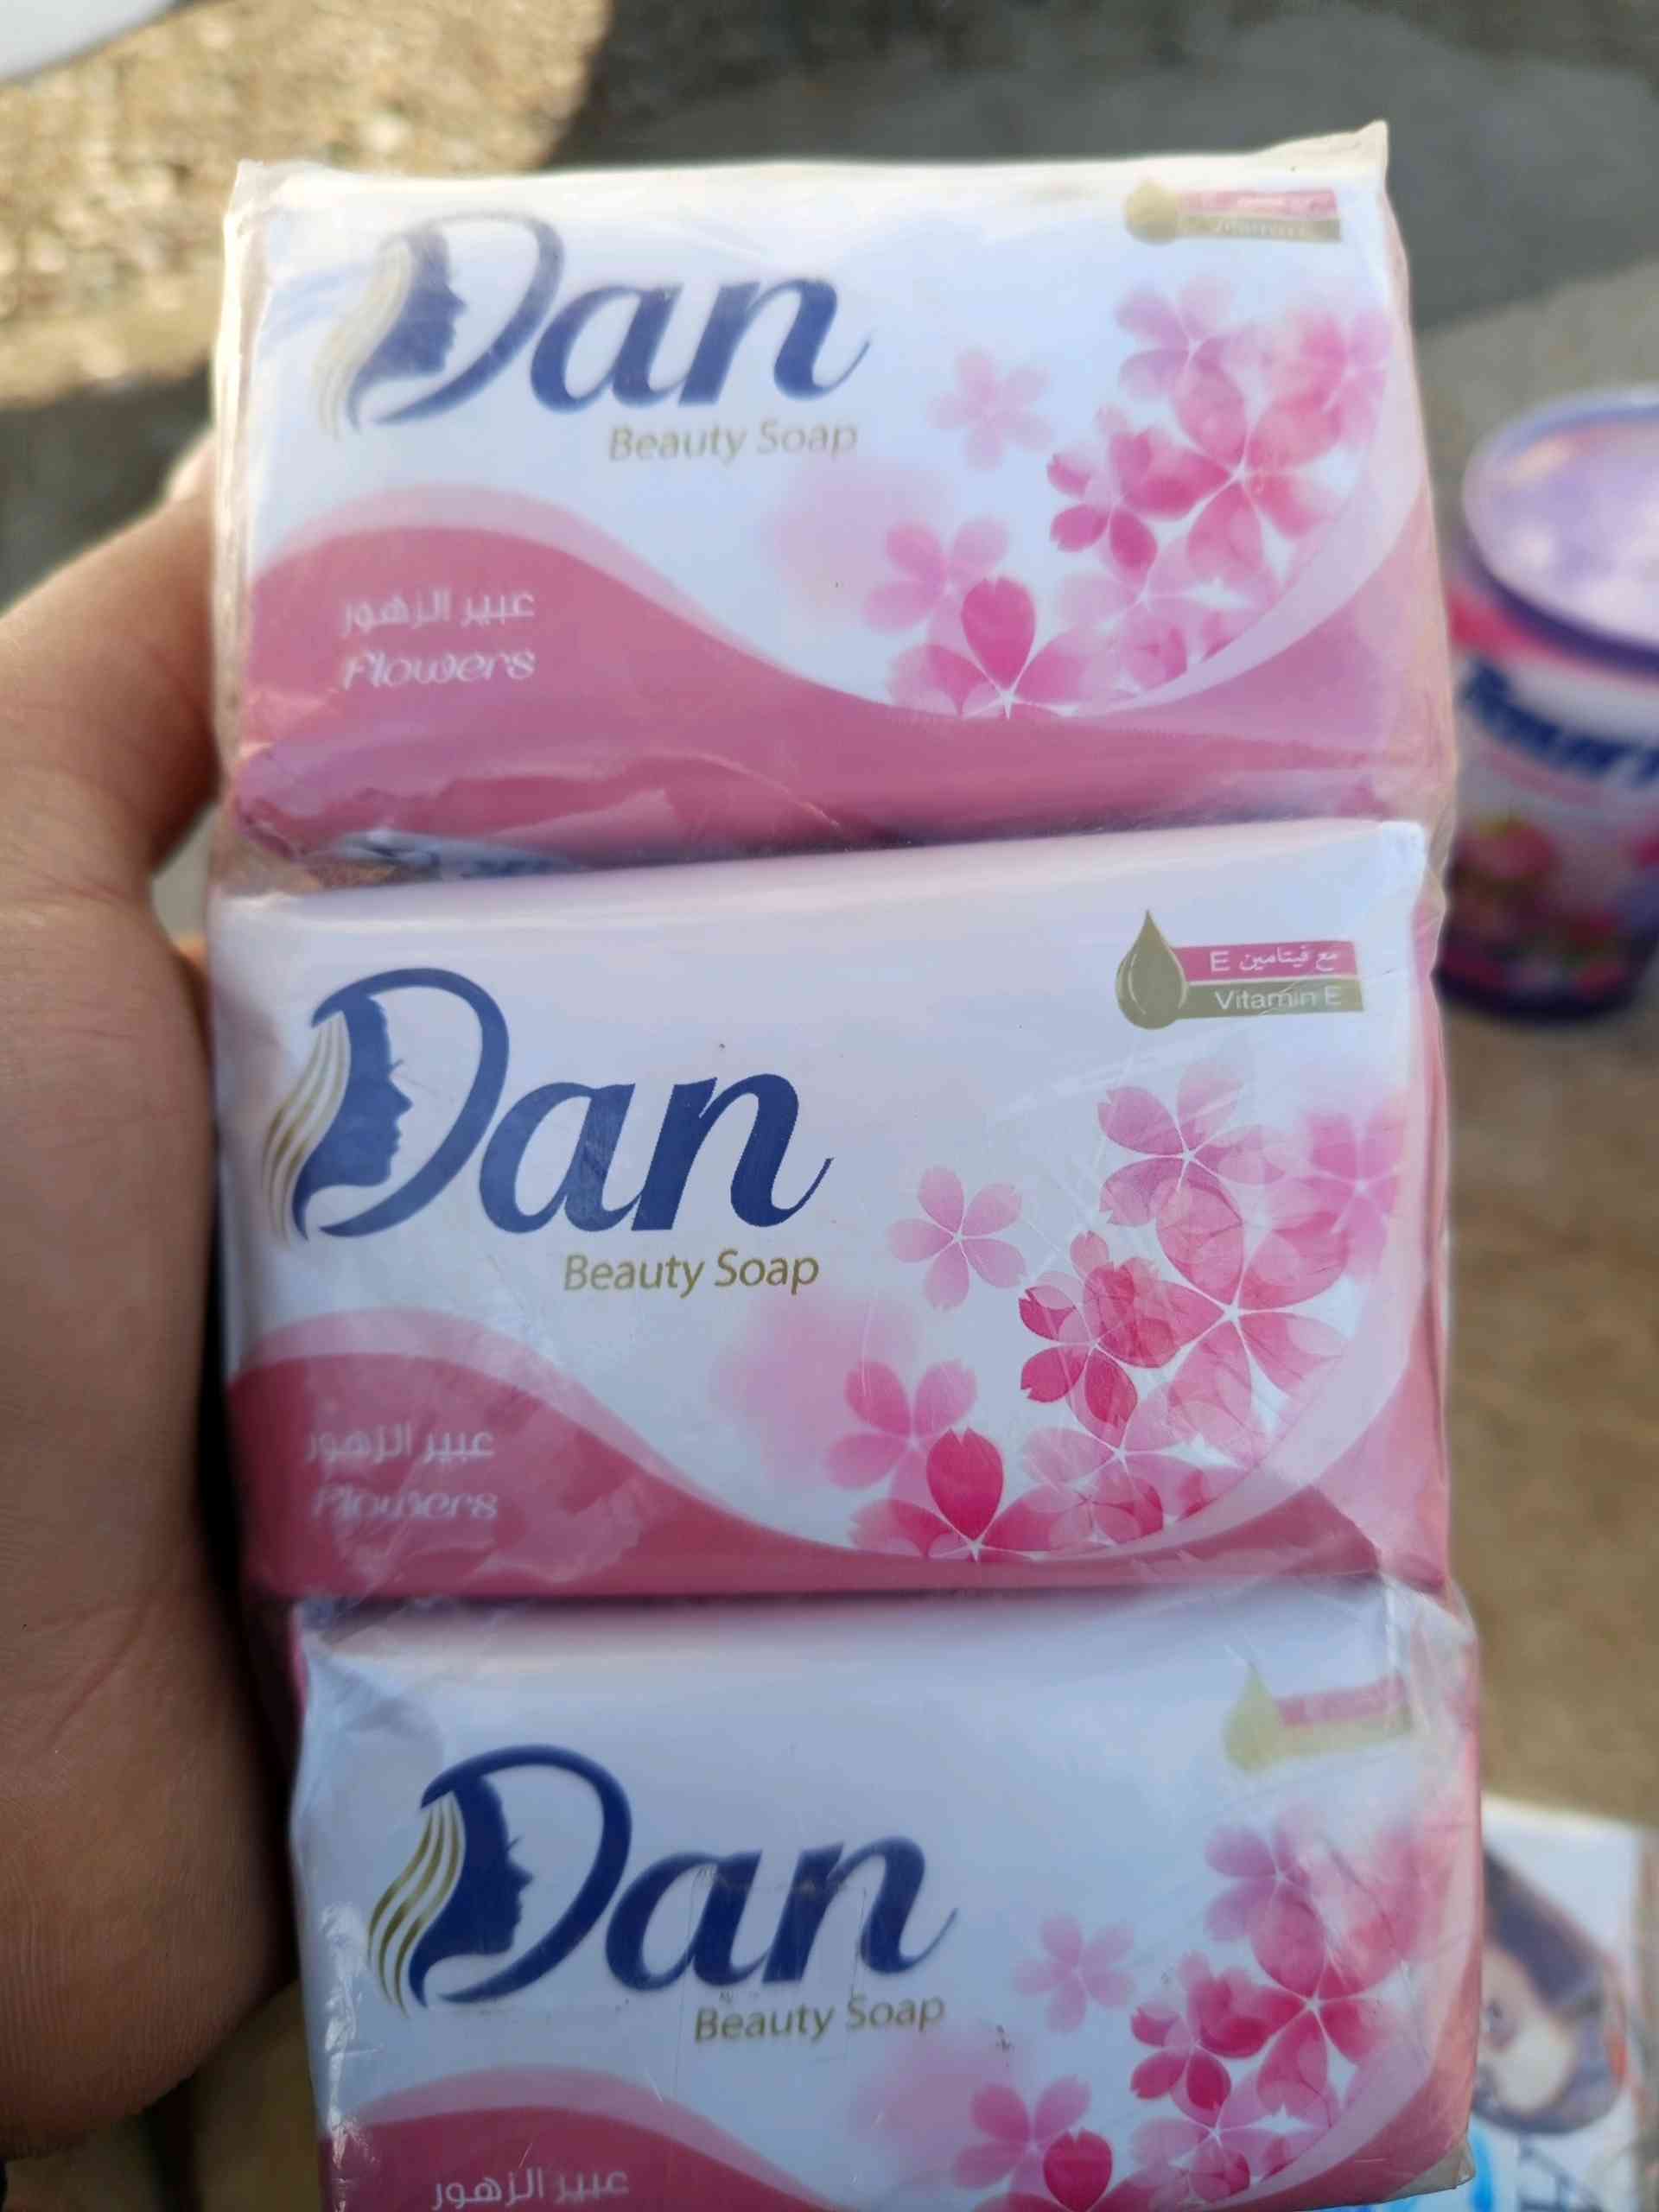 Dan
Beauty Soap
عبير الزهور
Flowers
مع فيتامين E
Vitamin E
Dan
Beauty Soap
عبير الزهور
Flowers
Dan
Beauty Soap
عبير الزهور